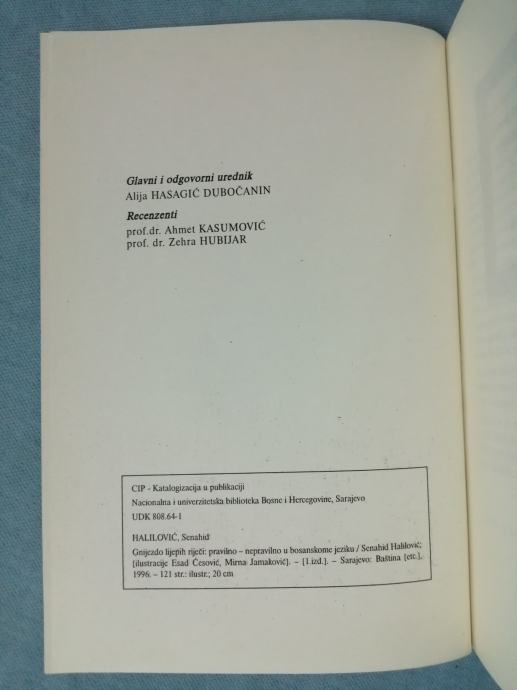 Glavni i odgovorni urednik
Alija HASAGIĆ DUBOČANIN
Recenzenti
prof.dr. Ahmet KASUMOVIĆ
prof. dr. Zehra HUBIJAR
CIP - Katalogizacija u publikaciji
Nacionalna i univerzitetska biblioteka Bosne i Hercegovine, Sarajevo
UDK 808.64-1
HALILOVIĆ, Senahid
Gnijezdo lijepih riječi: pravilno – nepravilno u bosanskome jeziku / Senahid Halilović;
[ilustracije Esad Ćesović, Mirna Jamaković]. – [1.izd.]. – Sarajevo: Baština [etc.],
1996. – 121 str.: ilustr.; 20 cm